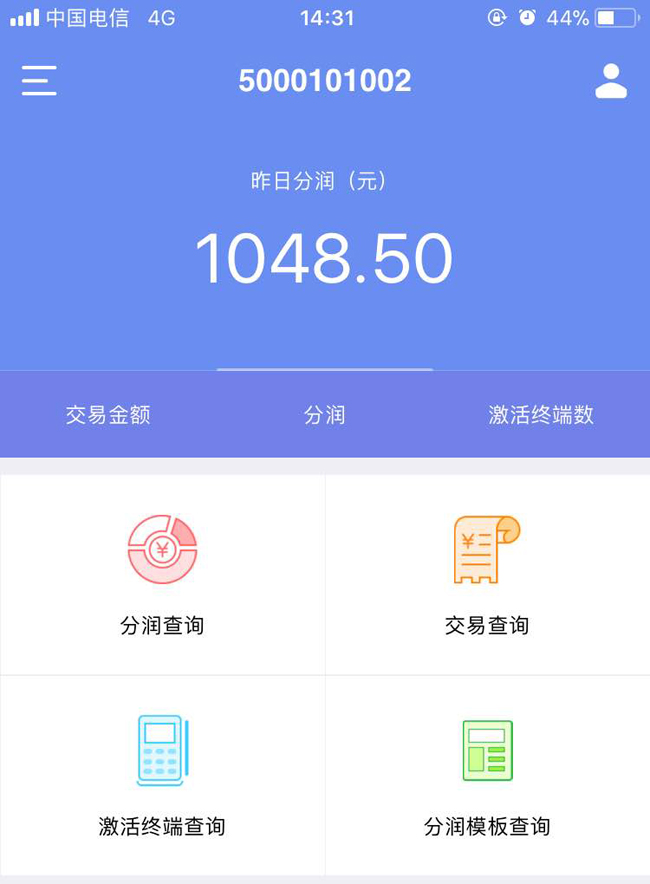 中国电信 4G 14:31 44%
5000101002
昨日分润（元）
1048.50
交易金额 分润 激活终端数
¥ ¥
分润查询 交易查询
激活终端查询 分润模板查询